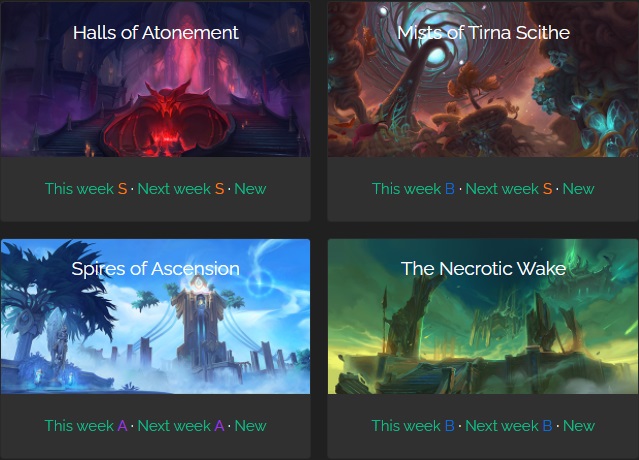 Halls of Atonement
This week S · Next week S · New
Mists of Tirna Scithe
This week B · Next week S · New
Spires of Ascension
This week A · Next week A · New
The Necrotic Wake
This week B · Next week B · New